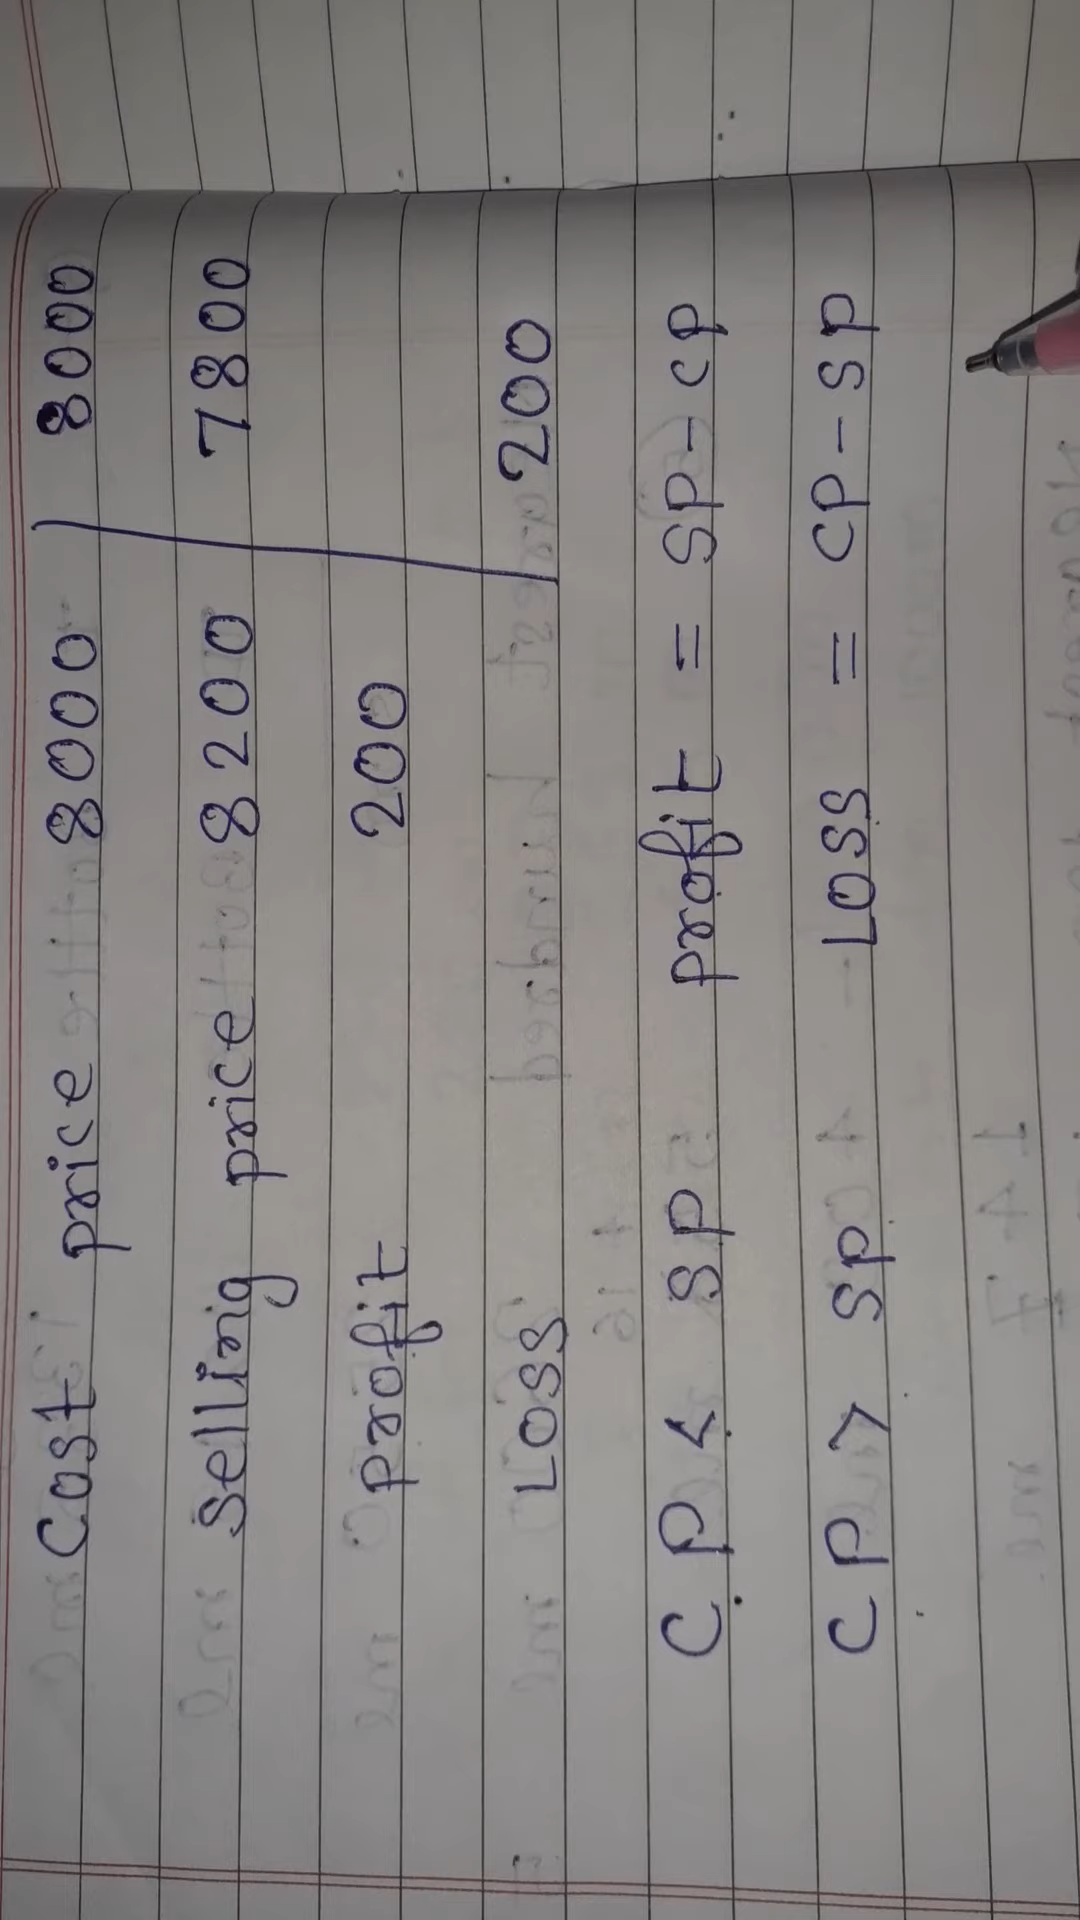 Cost price 8000 | 8000
Selling price 8200 | 7800
profit 200
Loss 200
CP < SP profit = SP - CP
CP > SP Loss = CP - SP